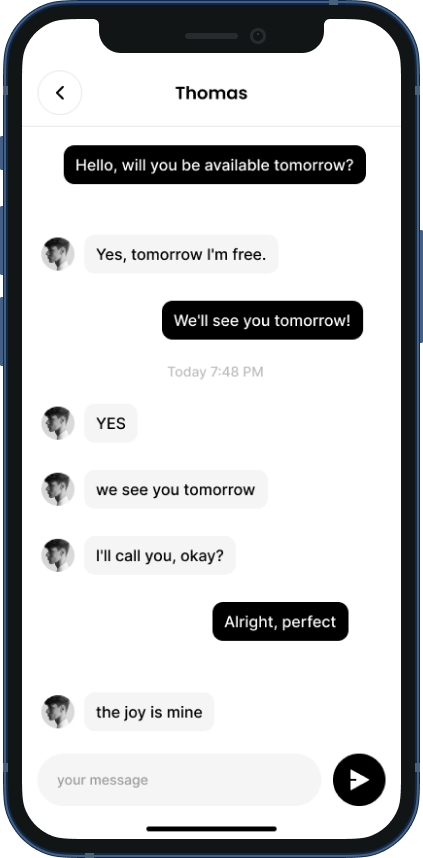 Thomas
Hello, will you be available tomorrow?
Yes, tomorrow I'm free.
We'll see you tomorrow!
Today 7:48 PM
YES
we see you tomorrow
I'll call you, okay?
Alright, perfect
the joy is mine
your message